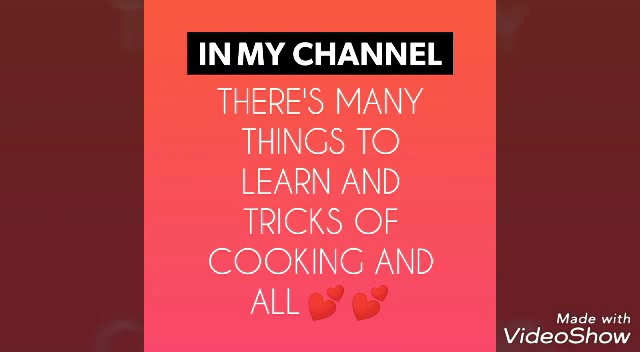 IN MY CHANNEL
THERE'S MANY
THINGS TO
LEARN AND
TRICKS OF
COOKING AND
ALL 💕 💕
Made with
VideoShow